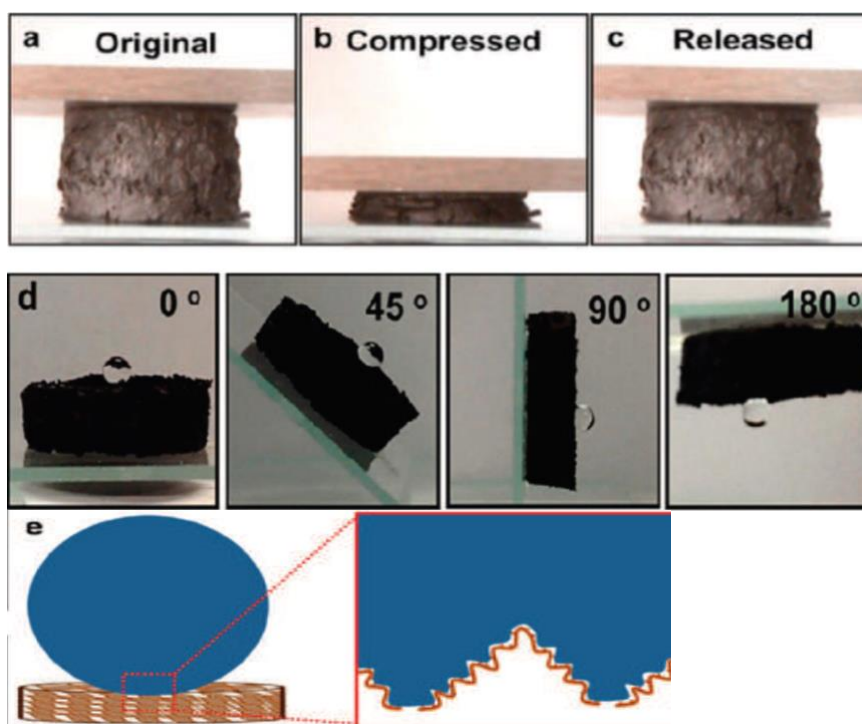 a Original
b Compressed
c Released
d 0 º
45 º
90 º
180 º
e